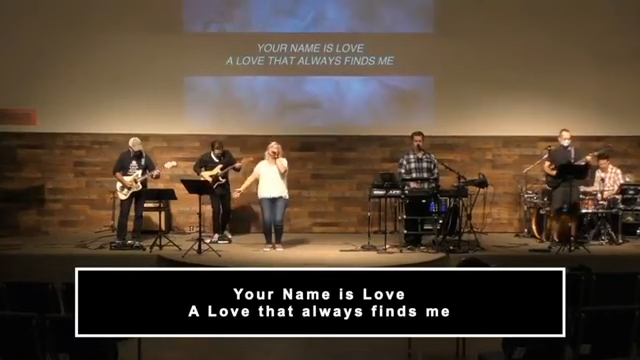 YOUR NAME IS LOVE
A LOVE THAT ALWAYS FINDS ME
Your Name is Love
A Love that always finds me